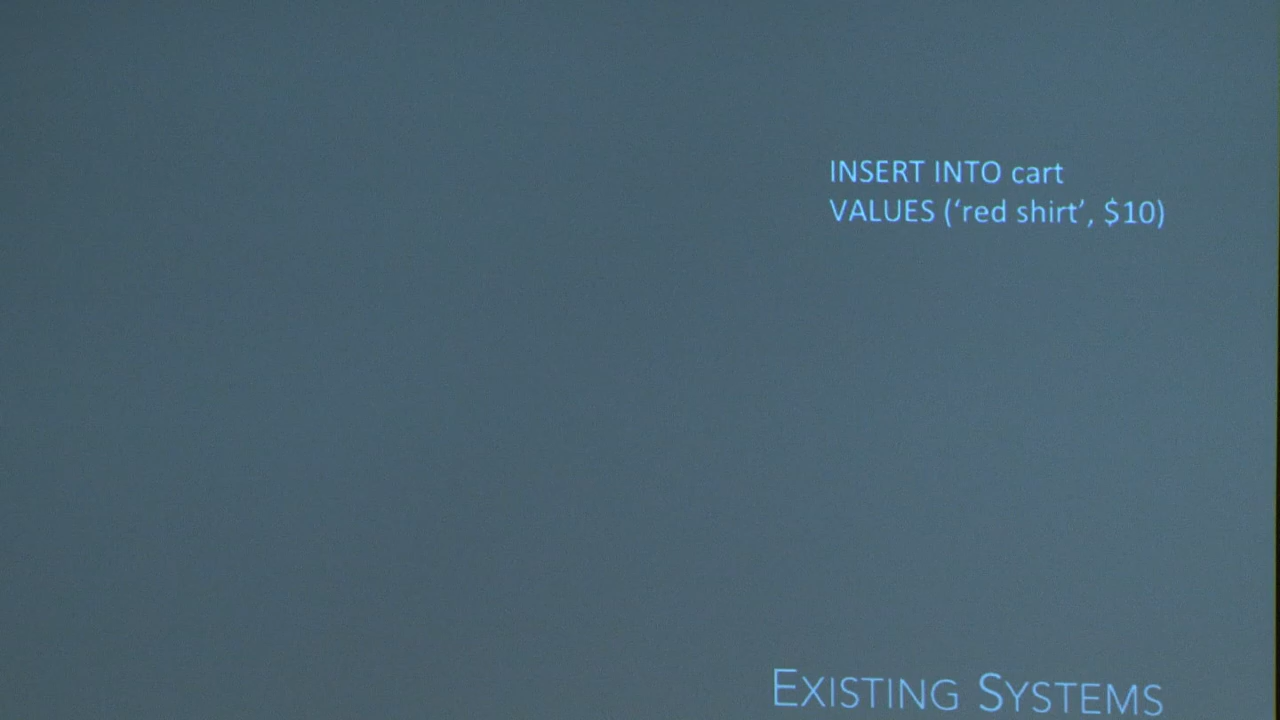 INSERT INTO cart
VALUES (‘red shirt’, $10)
EXISTING SYSTEMS